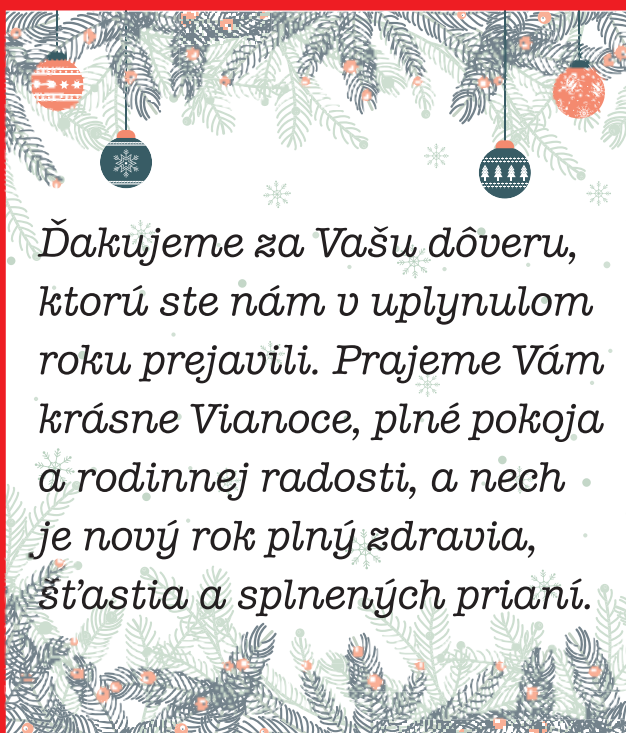 Ďakujeme za Vašu dôveru,
ktorú ste nám v uplynulom
roku prejavili. Prajeme Vám
krásne Vianoce, plné pokoja
a rodinnej radosti, a nech
je nový rok plný zdravia,
šťastia a splnených prianí.